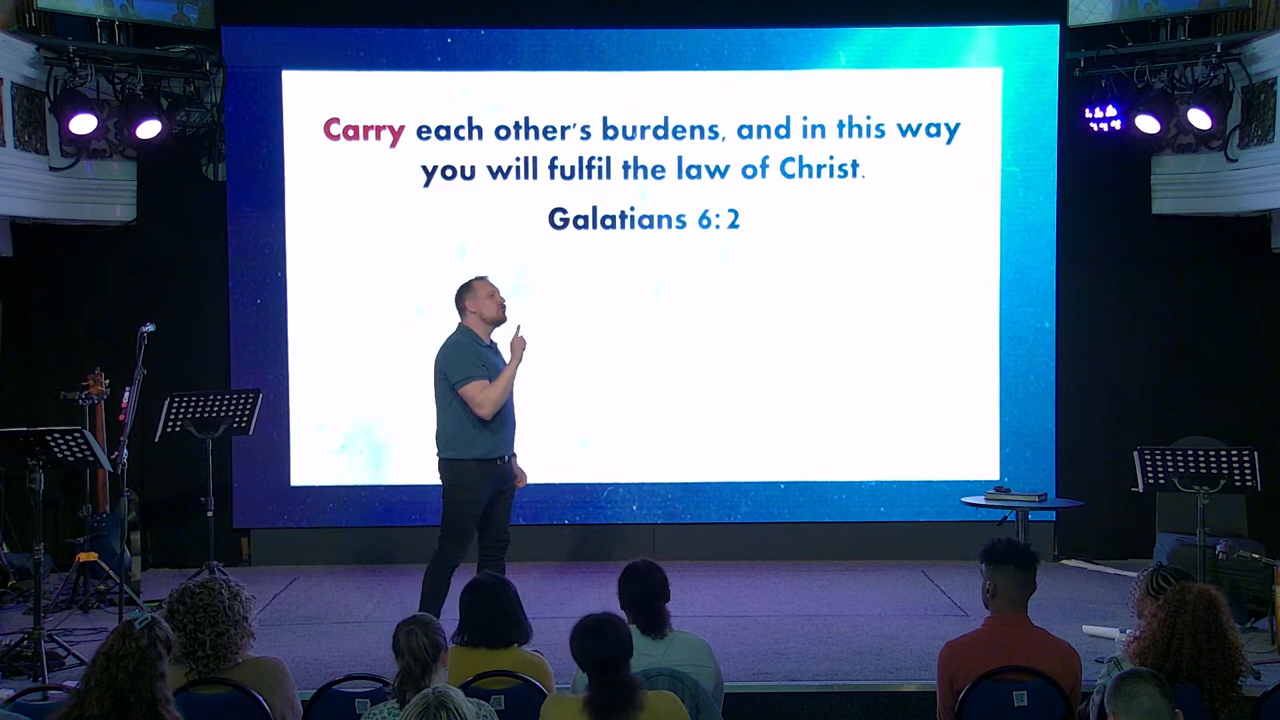 Carry each other's burdens, and in this way
you will fulfil the law of Christ.
Galatians 6:2